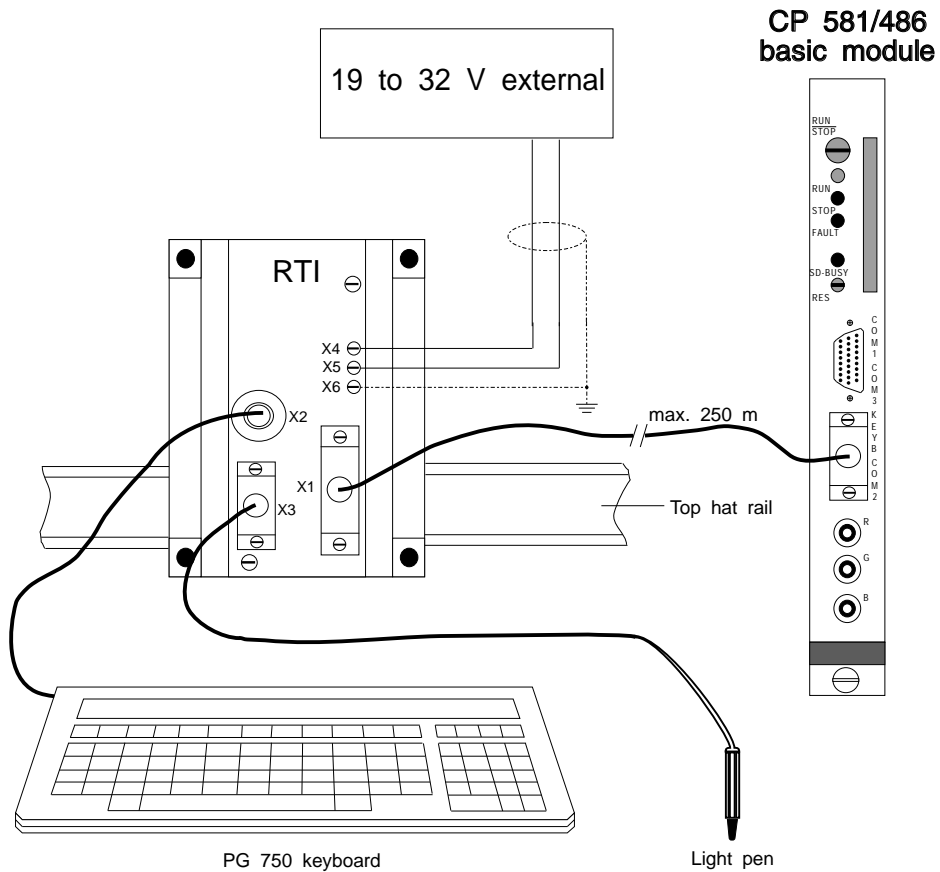 CP 581/486
basic module
19 to 32 V external
RUN
STOP
RUN
STOP
FAULT
SD-BUSY
RES
RTI
X4
X5
X6
X2
COM1 COM3
max. 250 m
KEYB COM2
X1
X3
Top hat rail
R
G
B
PG 750 keyboard
Light pen